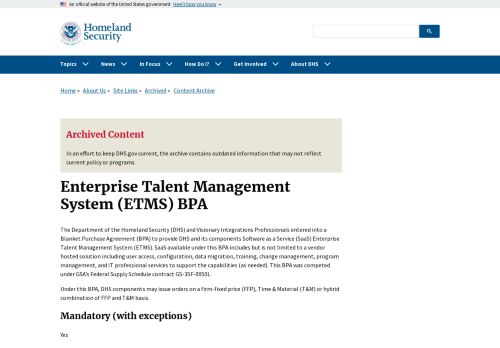 An official website of the United States government Here's how you know
Homeland
Security
Topics News In Focus How Do I? Get Involved About DHS
Home » About Us » Site Links » Archived » Content Archive
Archived Content
In an effort to keep DHS.gov current, the archive contains outdated information that may not reflect
current policy or programs.
Enterprise Talent Management
System (ETMS) BPA
The Department of the Homeland Security (DHS) and Visionary Integrations Professionals entered into a
Blanket Purchase Agreement (BPA) to provide DHS and its components Software as a Service (SaaS) Enterprise
Talent Management System (ETMS). SaaS available under this BPA includes but is not limited to a vendor
hosted solution including user access, configuration, data migration, training, change management, program
management, and IT professional services to support the capabilities (as needed). This BPA was competed
under GSA's Federal Supply Schedule contract GS-35F-0050L.
Under this BPA, DHS components may issue orders on a firm-fixed price (FFP), Time & Material (T&M) or hybrid
combination of FFP and T&M basis.
Mandatory (with exceptions)
Yes